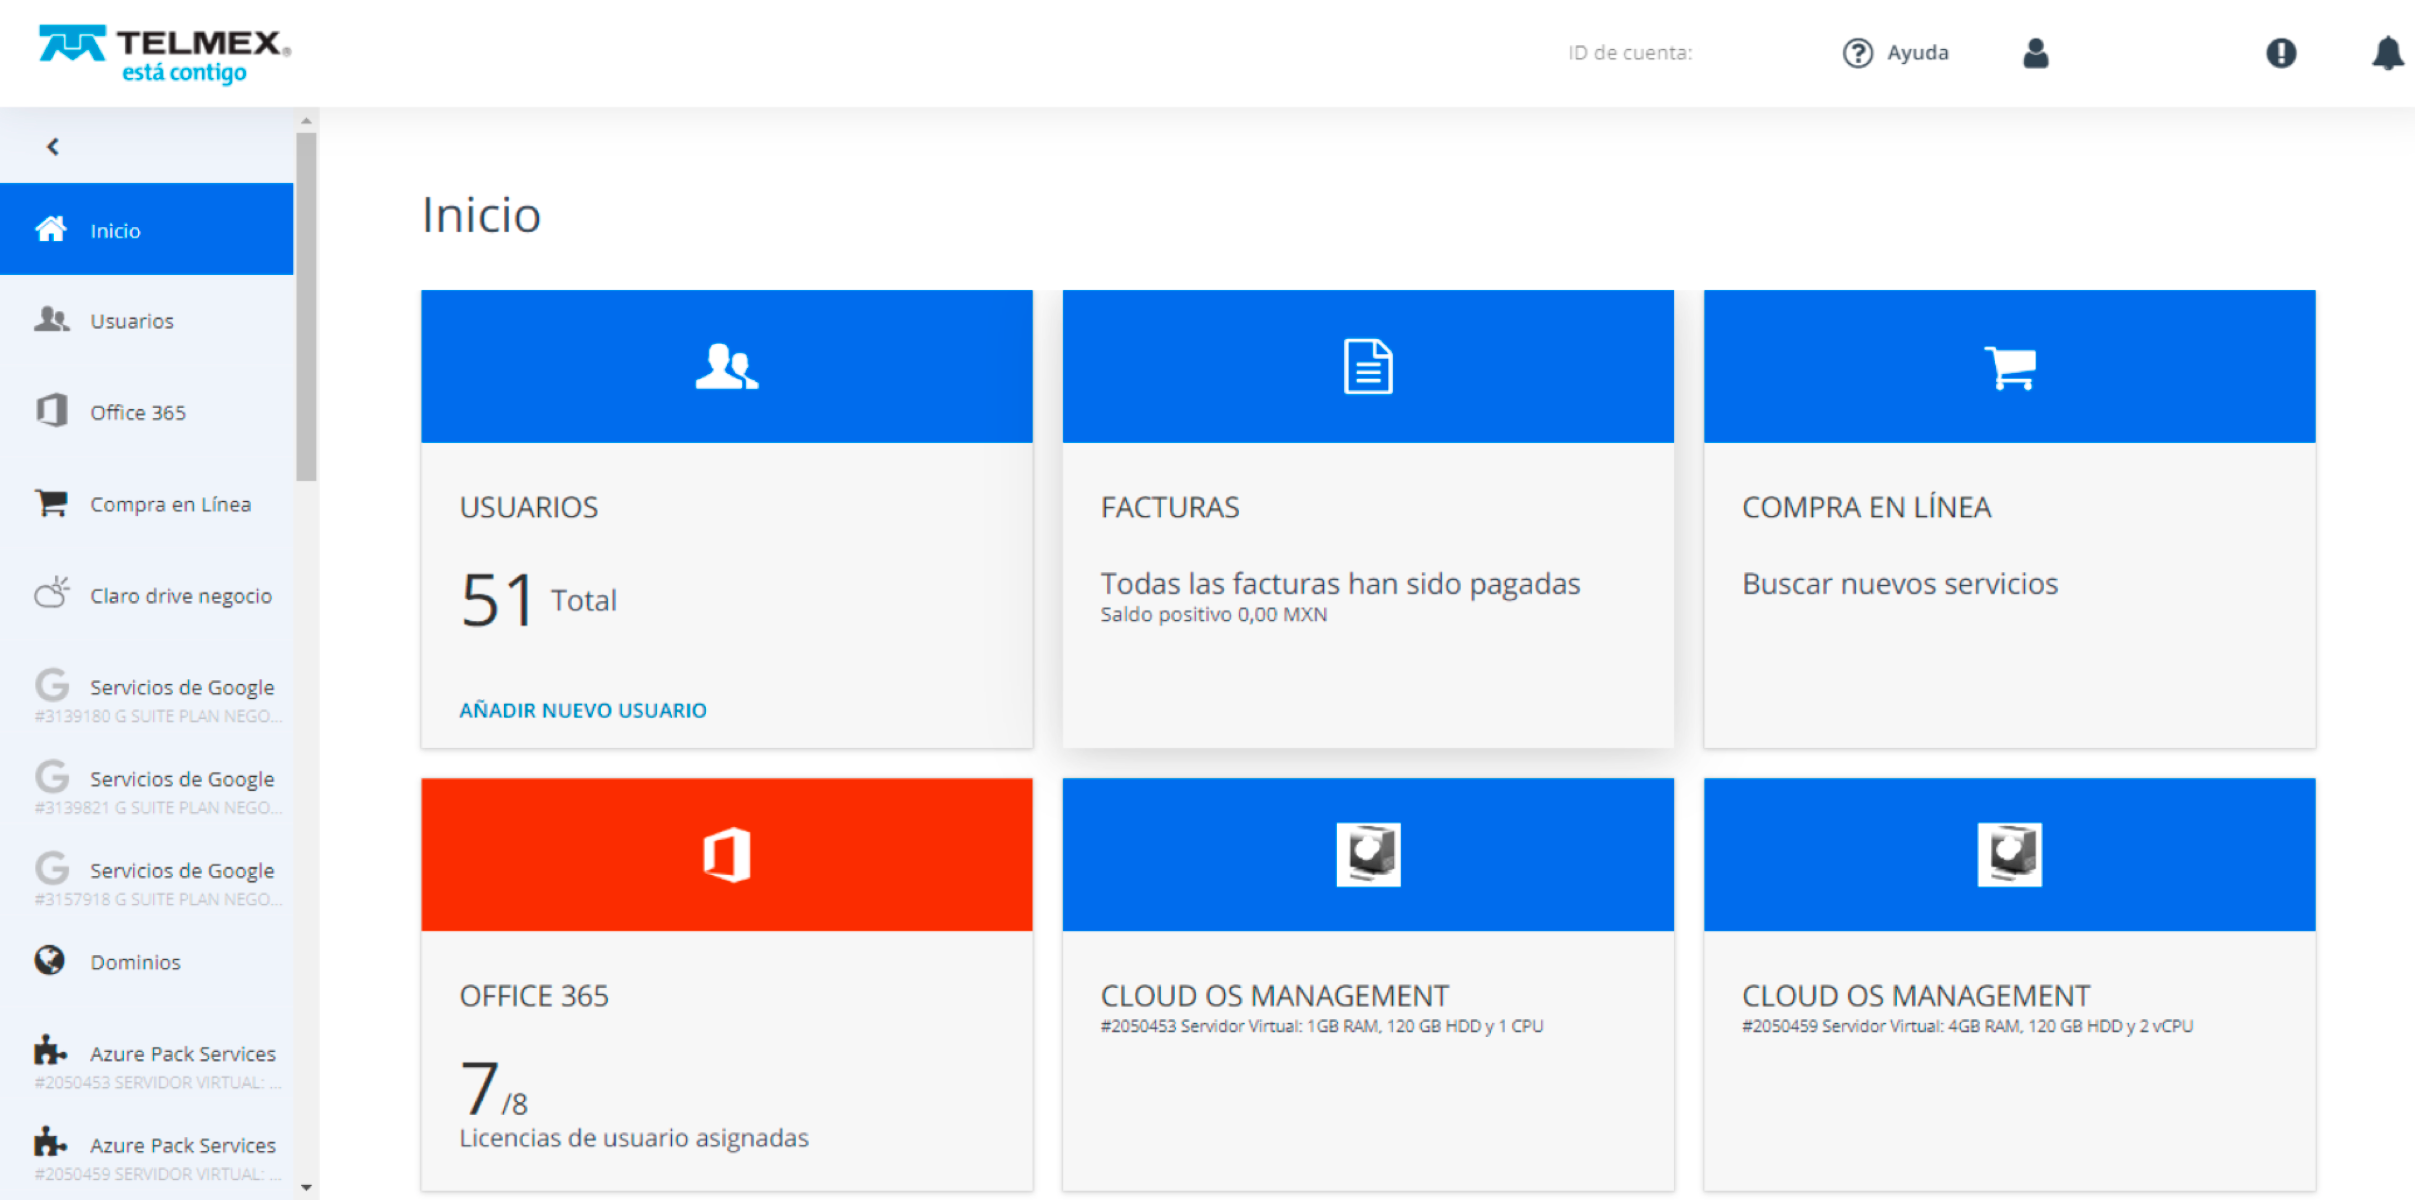 TELMEX®
está contigo
ID de cuenta:
Ayuda
Inicio
Usuarios
Office 365
Compra en Línea
Claro drive negocio
Servicios de Google
#3139180 G SUITE PLAN NEGO...
Servicios de Google
#3139821 G SUITE PLAN NEGO...
Servicios de Google
#3157918 G SUITE PLAN NEGO...
Dominios
Azure Pack Services
#2050453 SERVIDOR VIRTUAL: ...
Azure Pack Services
#2050459 SERVIDOR VIRTUAL: ...
Inicio
USUARIOS
51 Total
AÑADIR NUEVO USUARIO
FACTURAS
Todas las facturas han sido pagadas
Saldo positivo 0,00 MXN
COMPRA EN LÍNEA
Buscar nuevos servicios
OFFICE 365
7/8
Licencias de usuario asignadas
CLOUD OS MANAGEMENT
#2050453 Servidor Virtual: 1GB RAM, 120 GB HDD y 1 CPU
CLOUD OS MANAGEMENT
#2050459 Servidor Virtual: 4GB RAM, 120 GB HDD y 2 vCPU